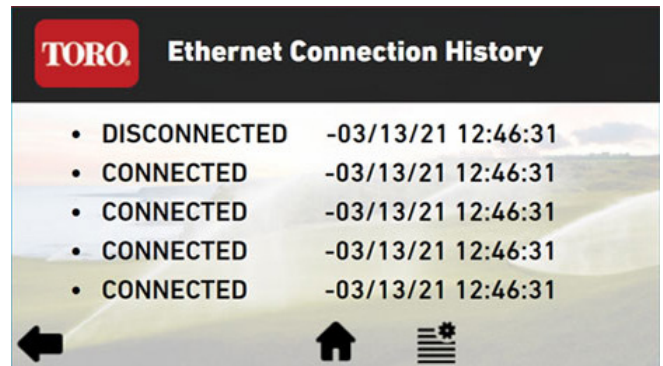 TORO. Ethernet Connection History
• DISCONNECTED -03/13/21 12:46:31
• CONNECTED -03/13/21 12:46:31
• CONNECTED -03/13/21 12:46:31
• CONNECTED -03/13/21 12:46:31
• CONNECTED -03/13/21 12:46:31